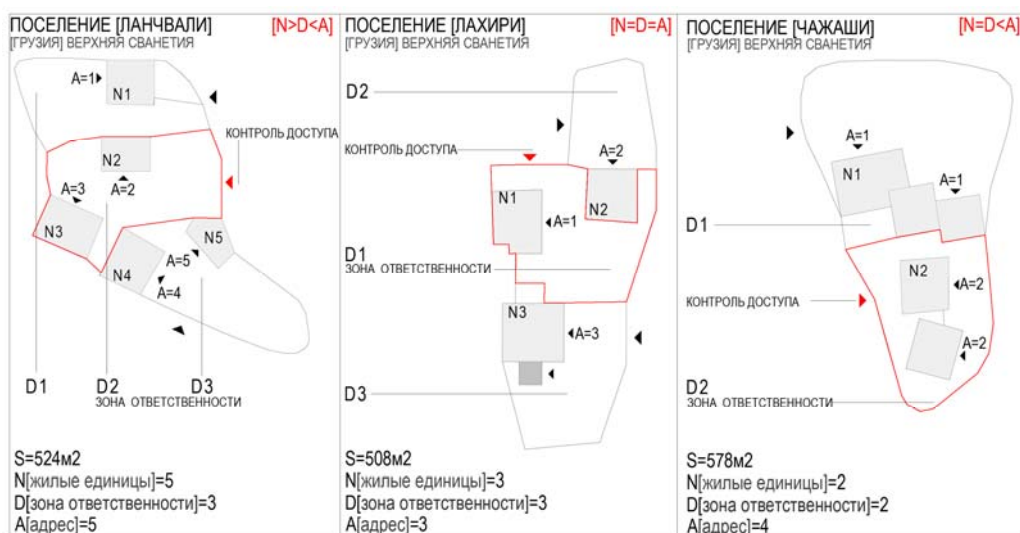 ПОСЕЛЕНИЕ [ЛАНЧВАЛИ] [N>D<A]
[ГРУЗИЯ] ВЕРХНЯЯ СВАНЕТИЯ
A=1
N1
КОНТРОЛЬ ДОСТУПА
N2
A=3
A=2
N3
N5
A=5
N4
A=4
D1
D2
D3
ЗОНА ОТВЕТСТВЕННОСТИ
S=524м2
N[жилые единицы]=5
D[зона ответственности]=3
A[адрес]=5
ПОСЕЛЕНИЕ [ЛАХИРИ] [N=D=A]
[ГРУЗИЯ] ВЕРХНЯЯ СВАНЕТИЯ
D2
КОНТРОЛЬ ДОСТУПА
A=2
N1
A=1
N2
D1
ЗОНА ОТВЕТСТВЕННОСТИ
N3
A=3
D3
S=508м2
N[жилые единицы]=3
D[зона ответственности]=3
A[адрес]=3
ПОСЕЛЕНИЕ [ЧАЖАШИ] [N=D<A]
[ГРУЗИЯ] ВЕРХНЯЯ СВАНЕТИЯ
A=1
N1
A=1
D1
N2
A=2
КОНТРОЛЬ ДОСТУПА
A=2
D2
ЗОНА ОТВЕТСТВЕННОСТИ
S=578м2
N[жилые единицы]=2
D[зона ответственности]=2
A[адрес]=4